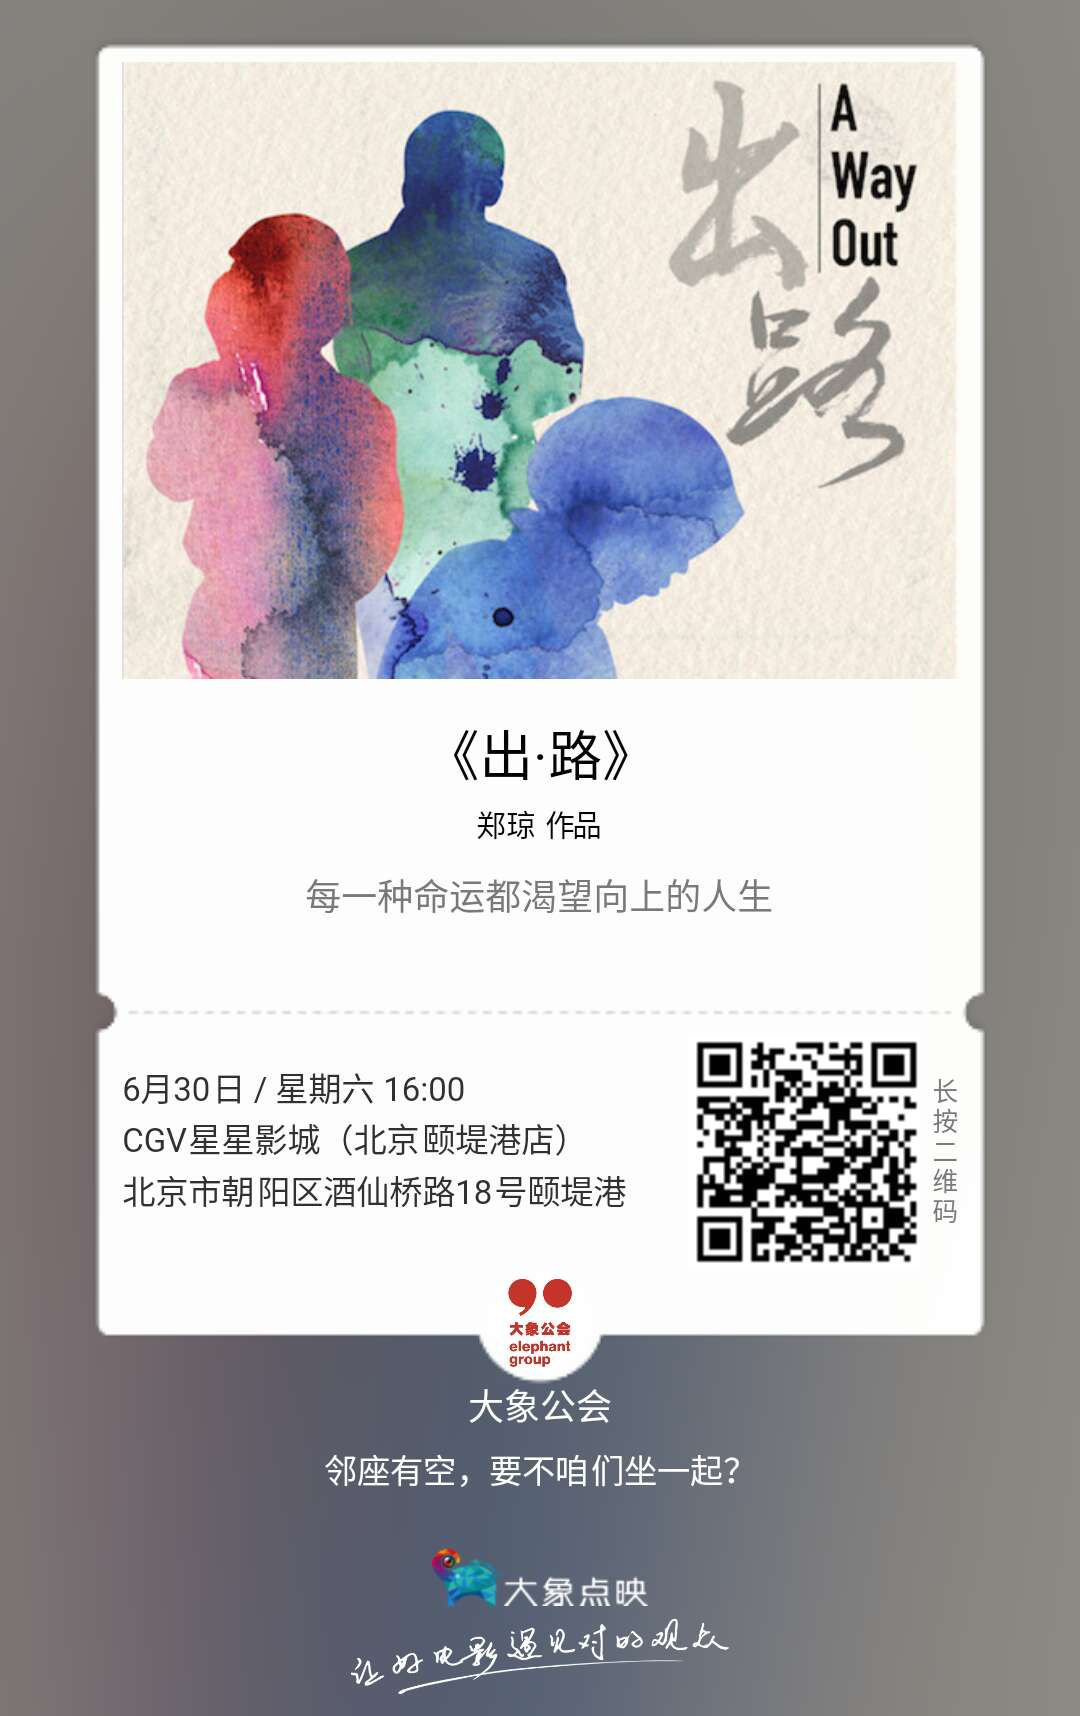 出路
A
Way
Out
《出·路》
郑琼 作品
每一种命运都渴望向上的人生
6月30日 / 星期六 16:00
CGV星星影城（北京颐堤港店）
北京市朝阳区酒仙桥路18号颐堤港
长按二维码
大象公会
elephant
group
大象公会
邻座有空，要不咱们坐一起？
大象点映
让好电影遇见对的观众